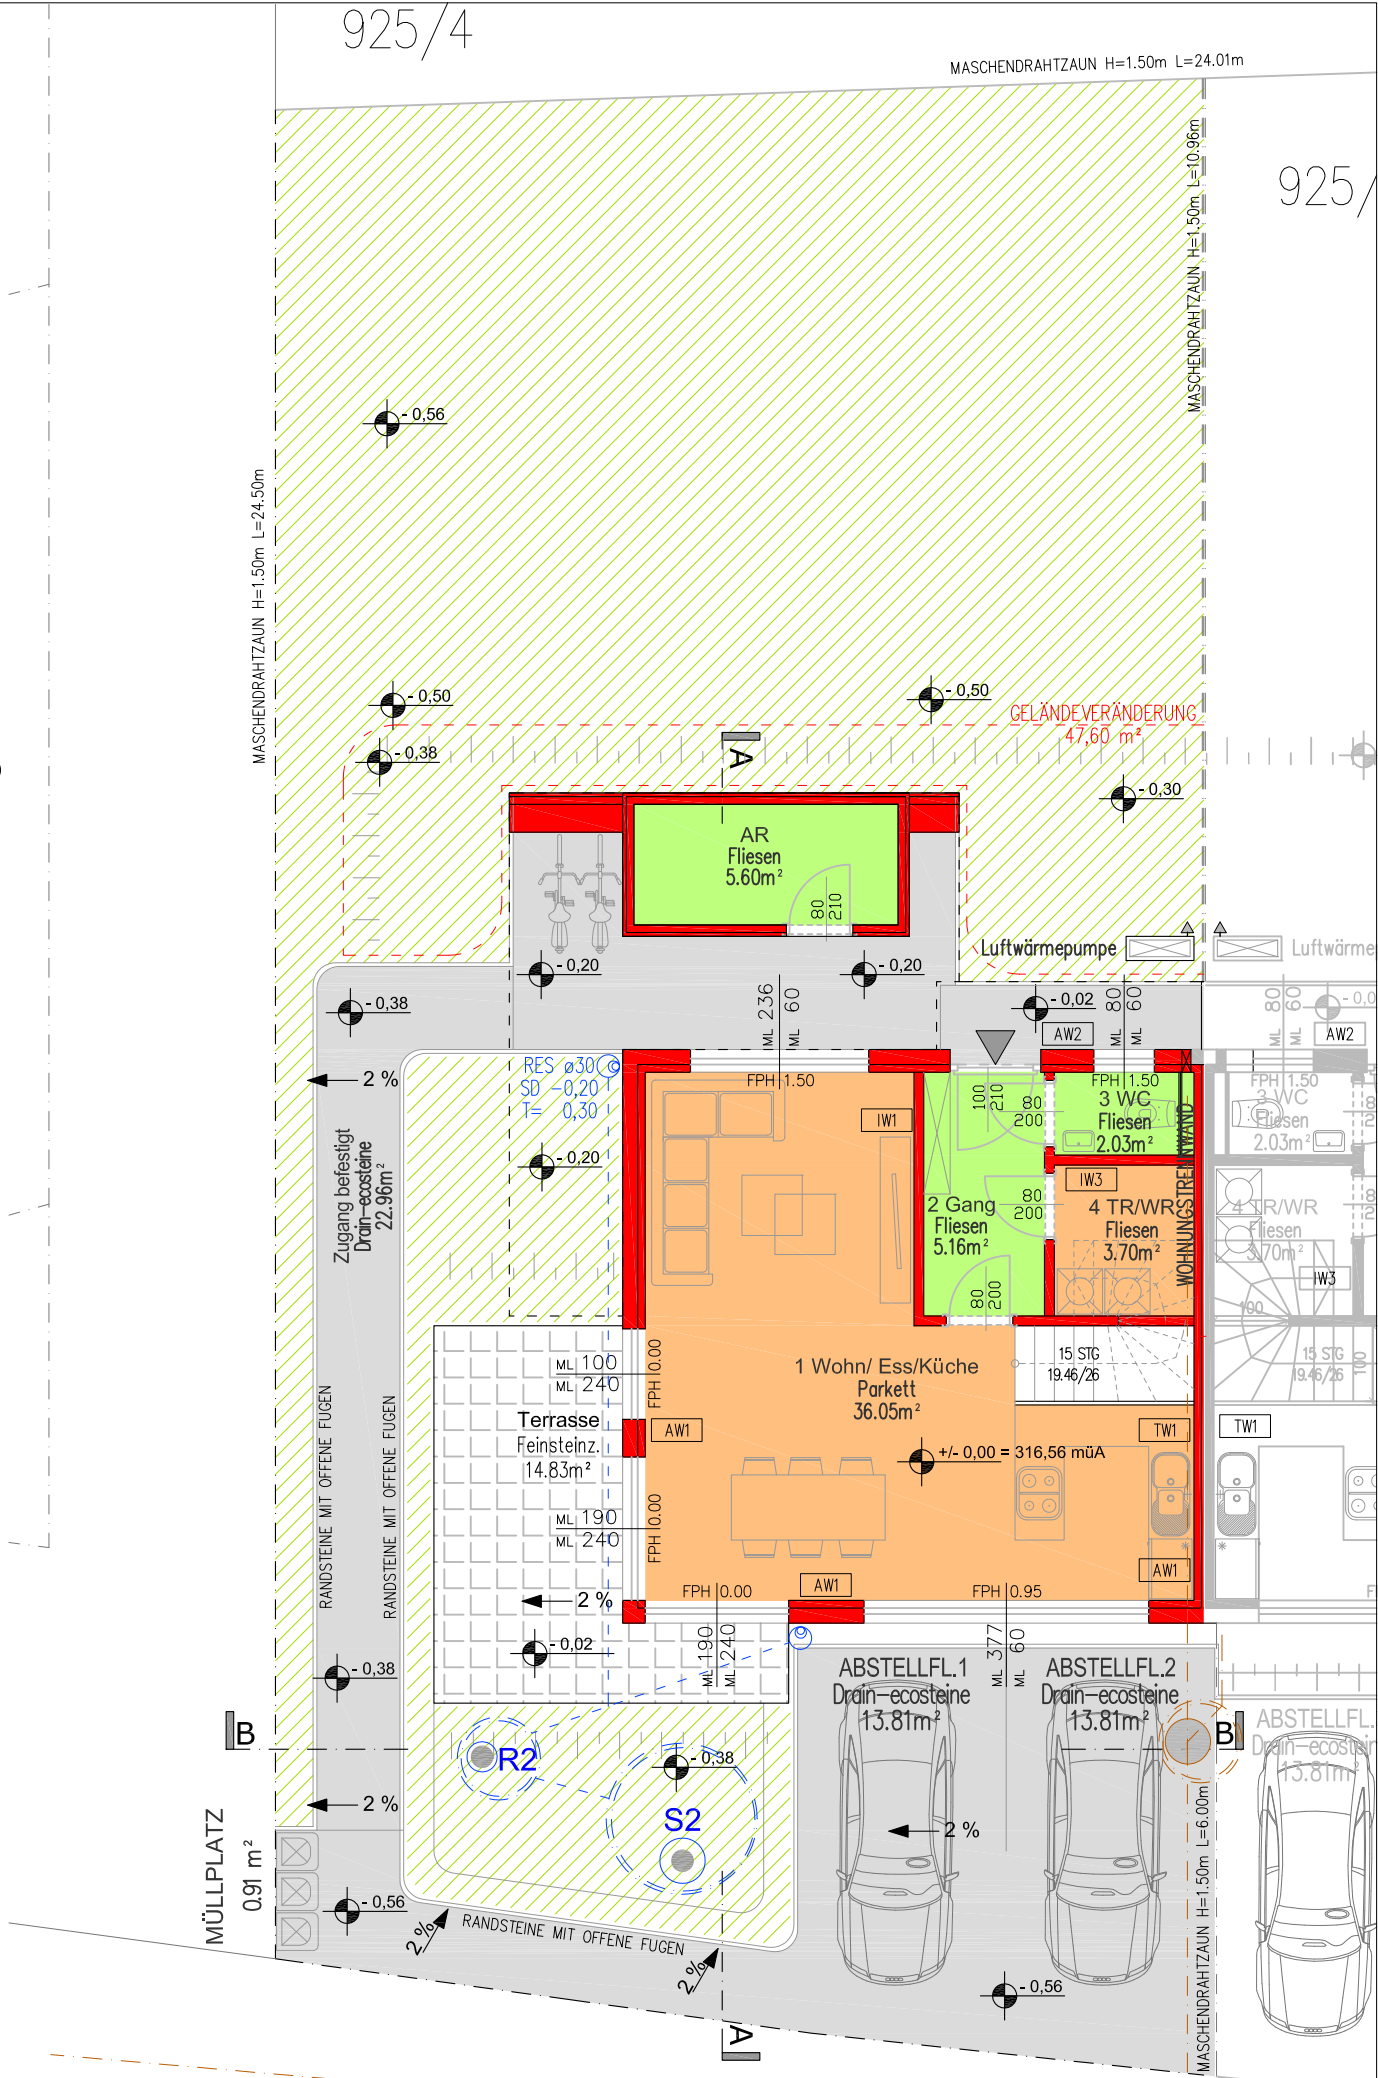 925/4
MASCHENDRAHTZAUN H=1.50m L=24.01m
925/
MASCHENDRAHTZAUN H=1.50m L=10.96m
MASCHENDRAHTZAUN H=1.50m L=24.50m
- 0,56
- 0,50
- 0,50
GELÄNDEVERÄNDERUNG
47,60 m²
- 0,38
A
- 0,30
AR
Fliesen
5.60m²
80
210
Luftwärmepumpe
Luftwärme
- 0,20
- 0,20
- 0,38
- 0,02
ML 236
ML 60
ML 80
ML 60
AW2
ML 80
ML 60
- 0,0
AW2
RES ø30
SD -0,20
T= 0,30
2 %
FPH 1.50
FPH 1.50
FPH 1.50
100
210
80
200
3 WC
Fliesen
2.03m²
3 WC
Fliesen
2.03m²
IW1
WOHNUNGSTRENNWAND
Zugang befestigt
Drain-ecosteine
22.96m²
- 0,20
IW3
80
200
2 Gang
Fliesen
5.16m²
4 TR/WR
Fliesen
3.70m²
4 TR/WR
Fliesen
3.70m²
IW3
80
200
100
1 Wohn/ Ess/Küche
Parkett
36.05m²
15 STG
19.46/26
15 STG
19.46/26
100
ML 100
ML 240
FPH 0.00
AW1
Terrasse
Feinsteinz.
14.83m²
TW1
TW1
+/- 0,00 = 316,56 müA
RANDSTEINE MIT OFFENE FUGEN
RANDSTEINE MIT OFFENE FUGEN
ML 190
ML 240
FPH 0.00
AW1
AW1
FPH 0.00
FPH 0.95
2 %
- 0,02
ML 190
ML 240
ML 377
ML 60
- 0,38
ABSTELLFL.1
Drain-ecosteine
13.81m²
ABSTELLFL.2
Drain-ecosteine
13.81m²
ABSTELLFL.
Drain-ecostein
13.81m²
B
B
R2
- 0,38
S2
2 %
2 %
MÜLLPLATZ
0.91 m²
- 0,56
2 %
RANDSTEINE MIT OFFENE FUGEN
2 %
- 0,56
MASCHENDRAHTZAUN H=1.50m L=6.00m
A